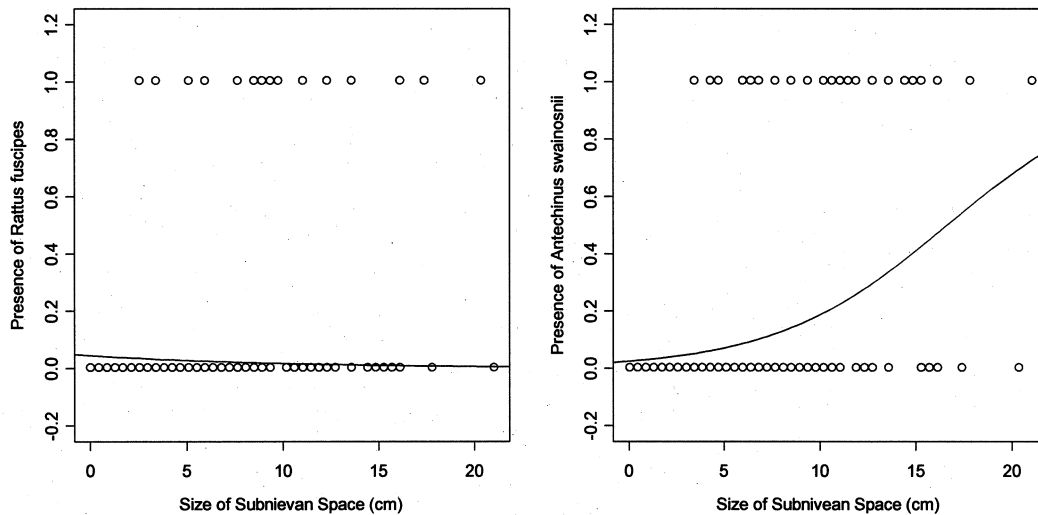 1.2
1.0
0.8
0.6
0.4
0.2
0.0
-0.2
Presence of Rattus fuscipes
0 5 10 15 20
Size of Subnievan Space (cm)
1.2
1.0
0.8
0.6
0.4
0.2
0.0
-0.2
Presence of Antechinus swainosnii
0 5 10 15 20
Size of Subnivean Space (cm)